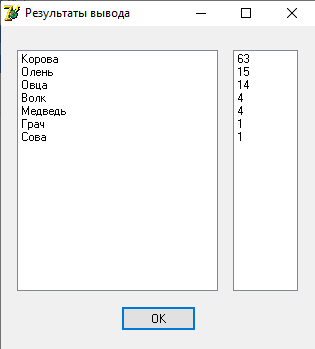 Результаты вывода
Корова 63
Олень 15
Овца 14
Волк 4
Медведь 4
Грач 1
Сова 1
OK